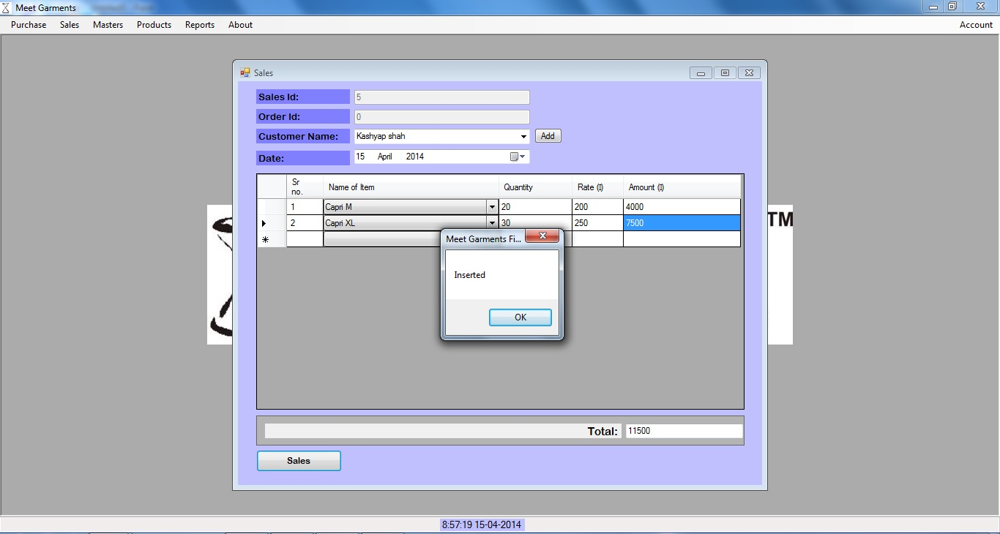 Meet Garments
Purchase Sales Masters Products Reports About Account
Sales
Sales Id: 5
Order Id: 0
Customer Name: Kashyap shah Add
Date: 15 April 2014
Sr no. Name of Item Quantity Rate (▯) Amount (▯)
1 Capri M 20 200 4000
2 Capri XL 30 250 7500
TM
Meet Garments Fi...
Inserted
OK
Total: 11500
Sales
8:57:19 15-04-2014